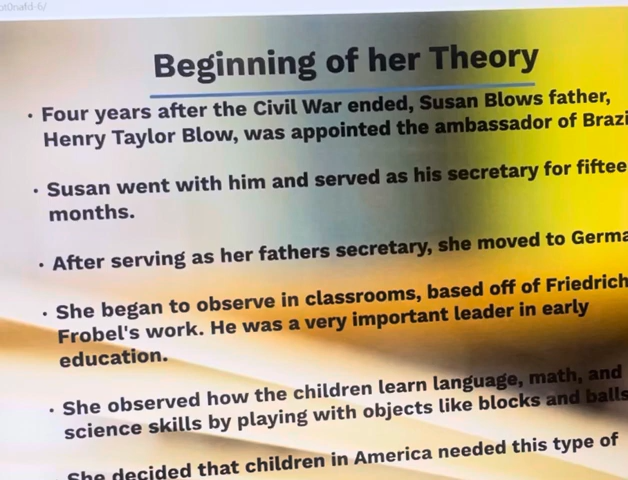 Beginning of her Theory
• Four years after the Civil War ended, Susan Blows father,
Henry Taylor Blow, was appointed the ambassador of Brazi
• Susan went with him and served as his secretary for fiftee
months.
• After serving as her fathers secretary, she moved to Germa
• She began to observe in classrooms, based off of Friedrich
Frobel's work. He was a very important leader in early
education.
• She observed how the children learn language, math, and
science skills by playing with objects like blocks and balls
She decided that children in America needed this type of